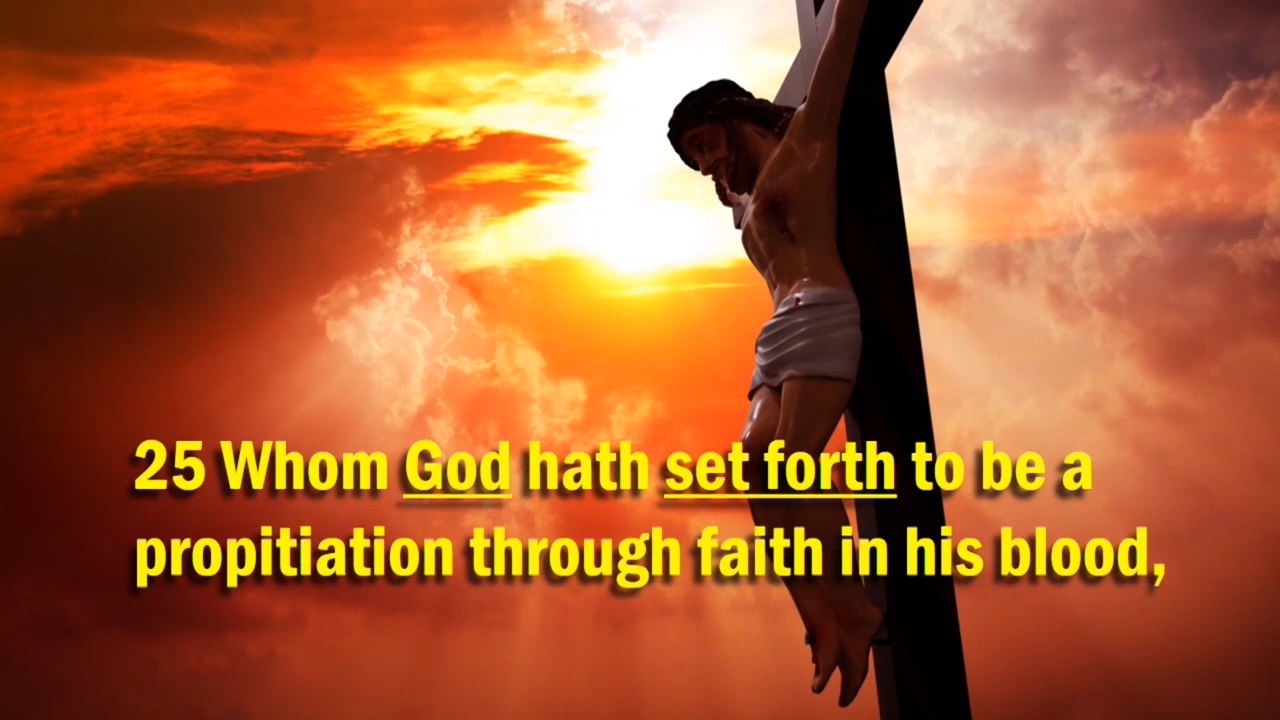 25 Whom God hath set forth to be a
propitiation through faith in his blood,